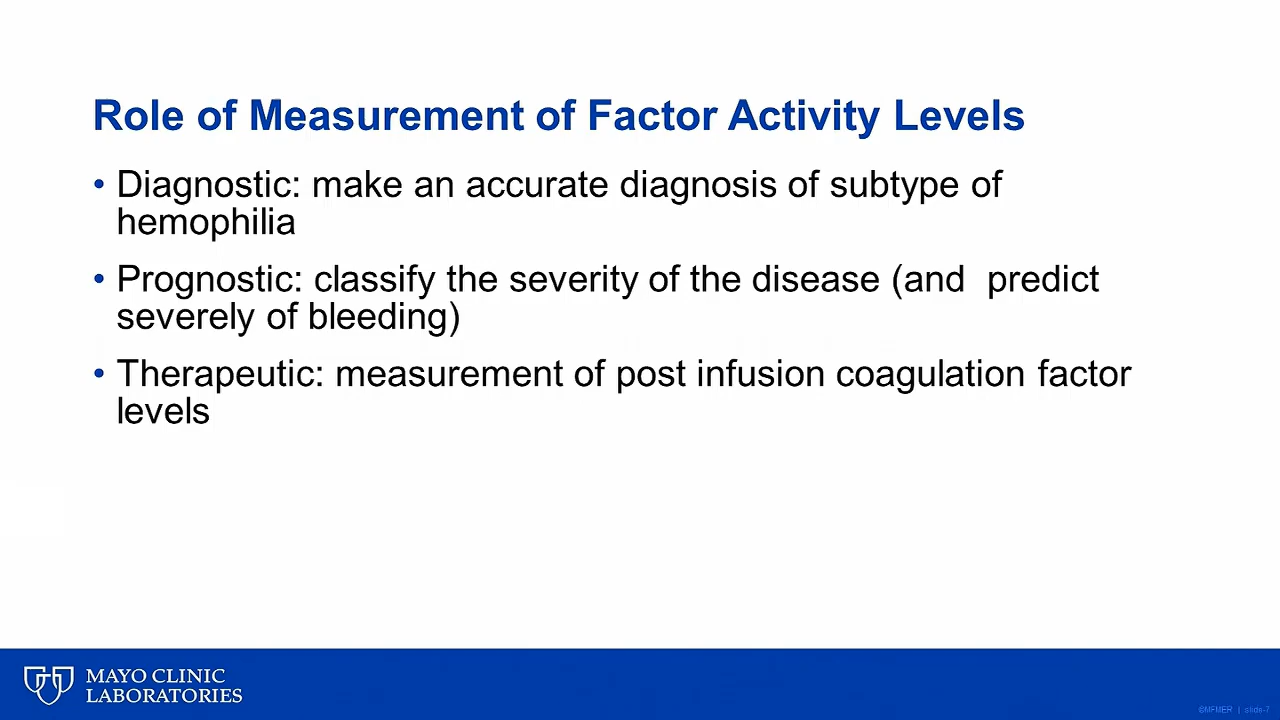 Role of Measurement of Factor Activity Levels
• Diagnostic: make an accurate diagnosis of subtype of
hemophilia
• Prognostic: classify the severity of the disease (and  predict
severely of bleeding)
• Therapeutic: measurement of post infusion coagulation factor
levels
MAYO CLINIC
LABORATORIES
©MFMER | slide-7